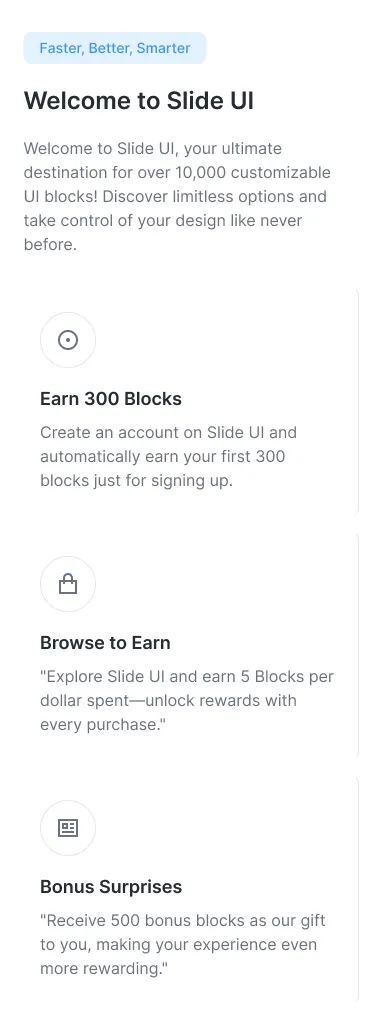 Faster, Better, Smarter
Welcome to Slide UI
Welcome to Slide UI, your ultimate
destination for over 10,000 customizable
UI blocks! Discover limitless options and
take control of your design like never
before.
Earn 300 Blocks
Create an account on Slide UI and
automatically earn your first 300
blocks just for signing up.
Browse to Earn
"Explore Slide UI and earn 5 Blocks per
dollar spent—unlock rewards with
every purchase."
Bonus Surprises
"Receive 500 bonus blocks as our gift
to you, making your experience even
more rewarding."